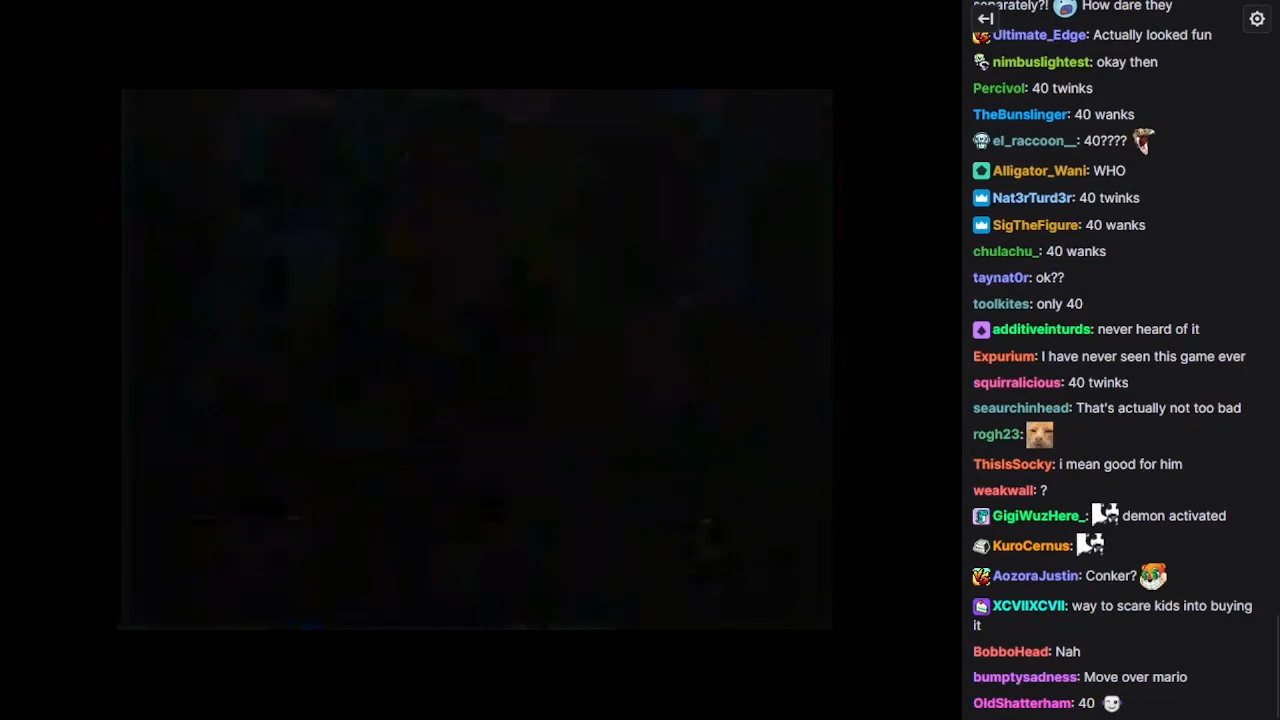 separately?! How dare they
Ultimate_Edge: Actually looked fun
nimbuslightest: okay then
Percivol: 40 twinks
TheBunslinger: 40 wanks
el_raccoon__: 40????
Alligator_Wani: WHO
Nat3rTurd3r: 40 twinks
SigTheFigure: 40 wanks
chulachu_: 40 wanks
taynat0r: ok??
toolkites: only 40
additiveinturds: never heard of it
Expurium: I have never seen this game ever
squirralicious: 40 twinks
seaurchinhead: That's actually not too bad
rogh23:
ThisIsSocky: i mean good for him
weakwall: ?
GigiWuzHere_: demon activated
KuroCernus:
AozoraJustin: Conker?
XCVIIXCVII: way to scare kids into buying
it
BobboHead: Nah
bumptysadness: Move over mario
OldShatterham: 40